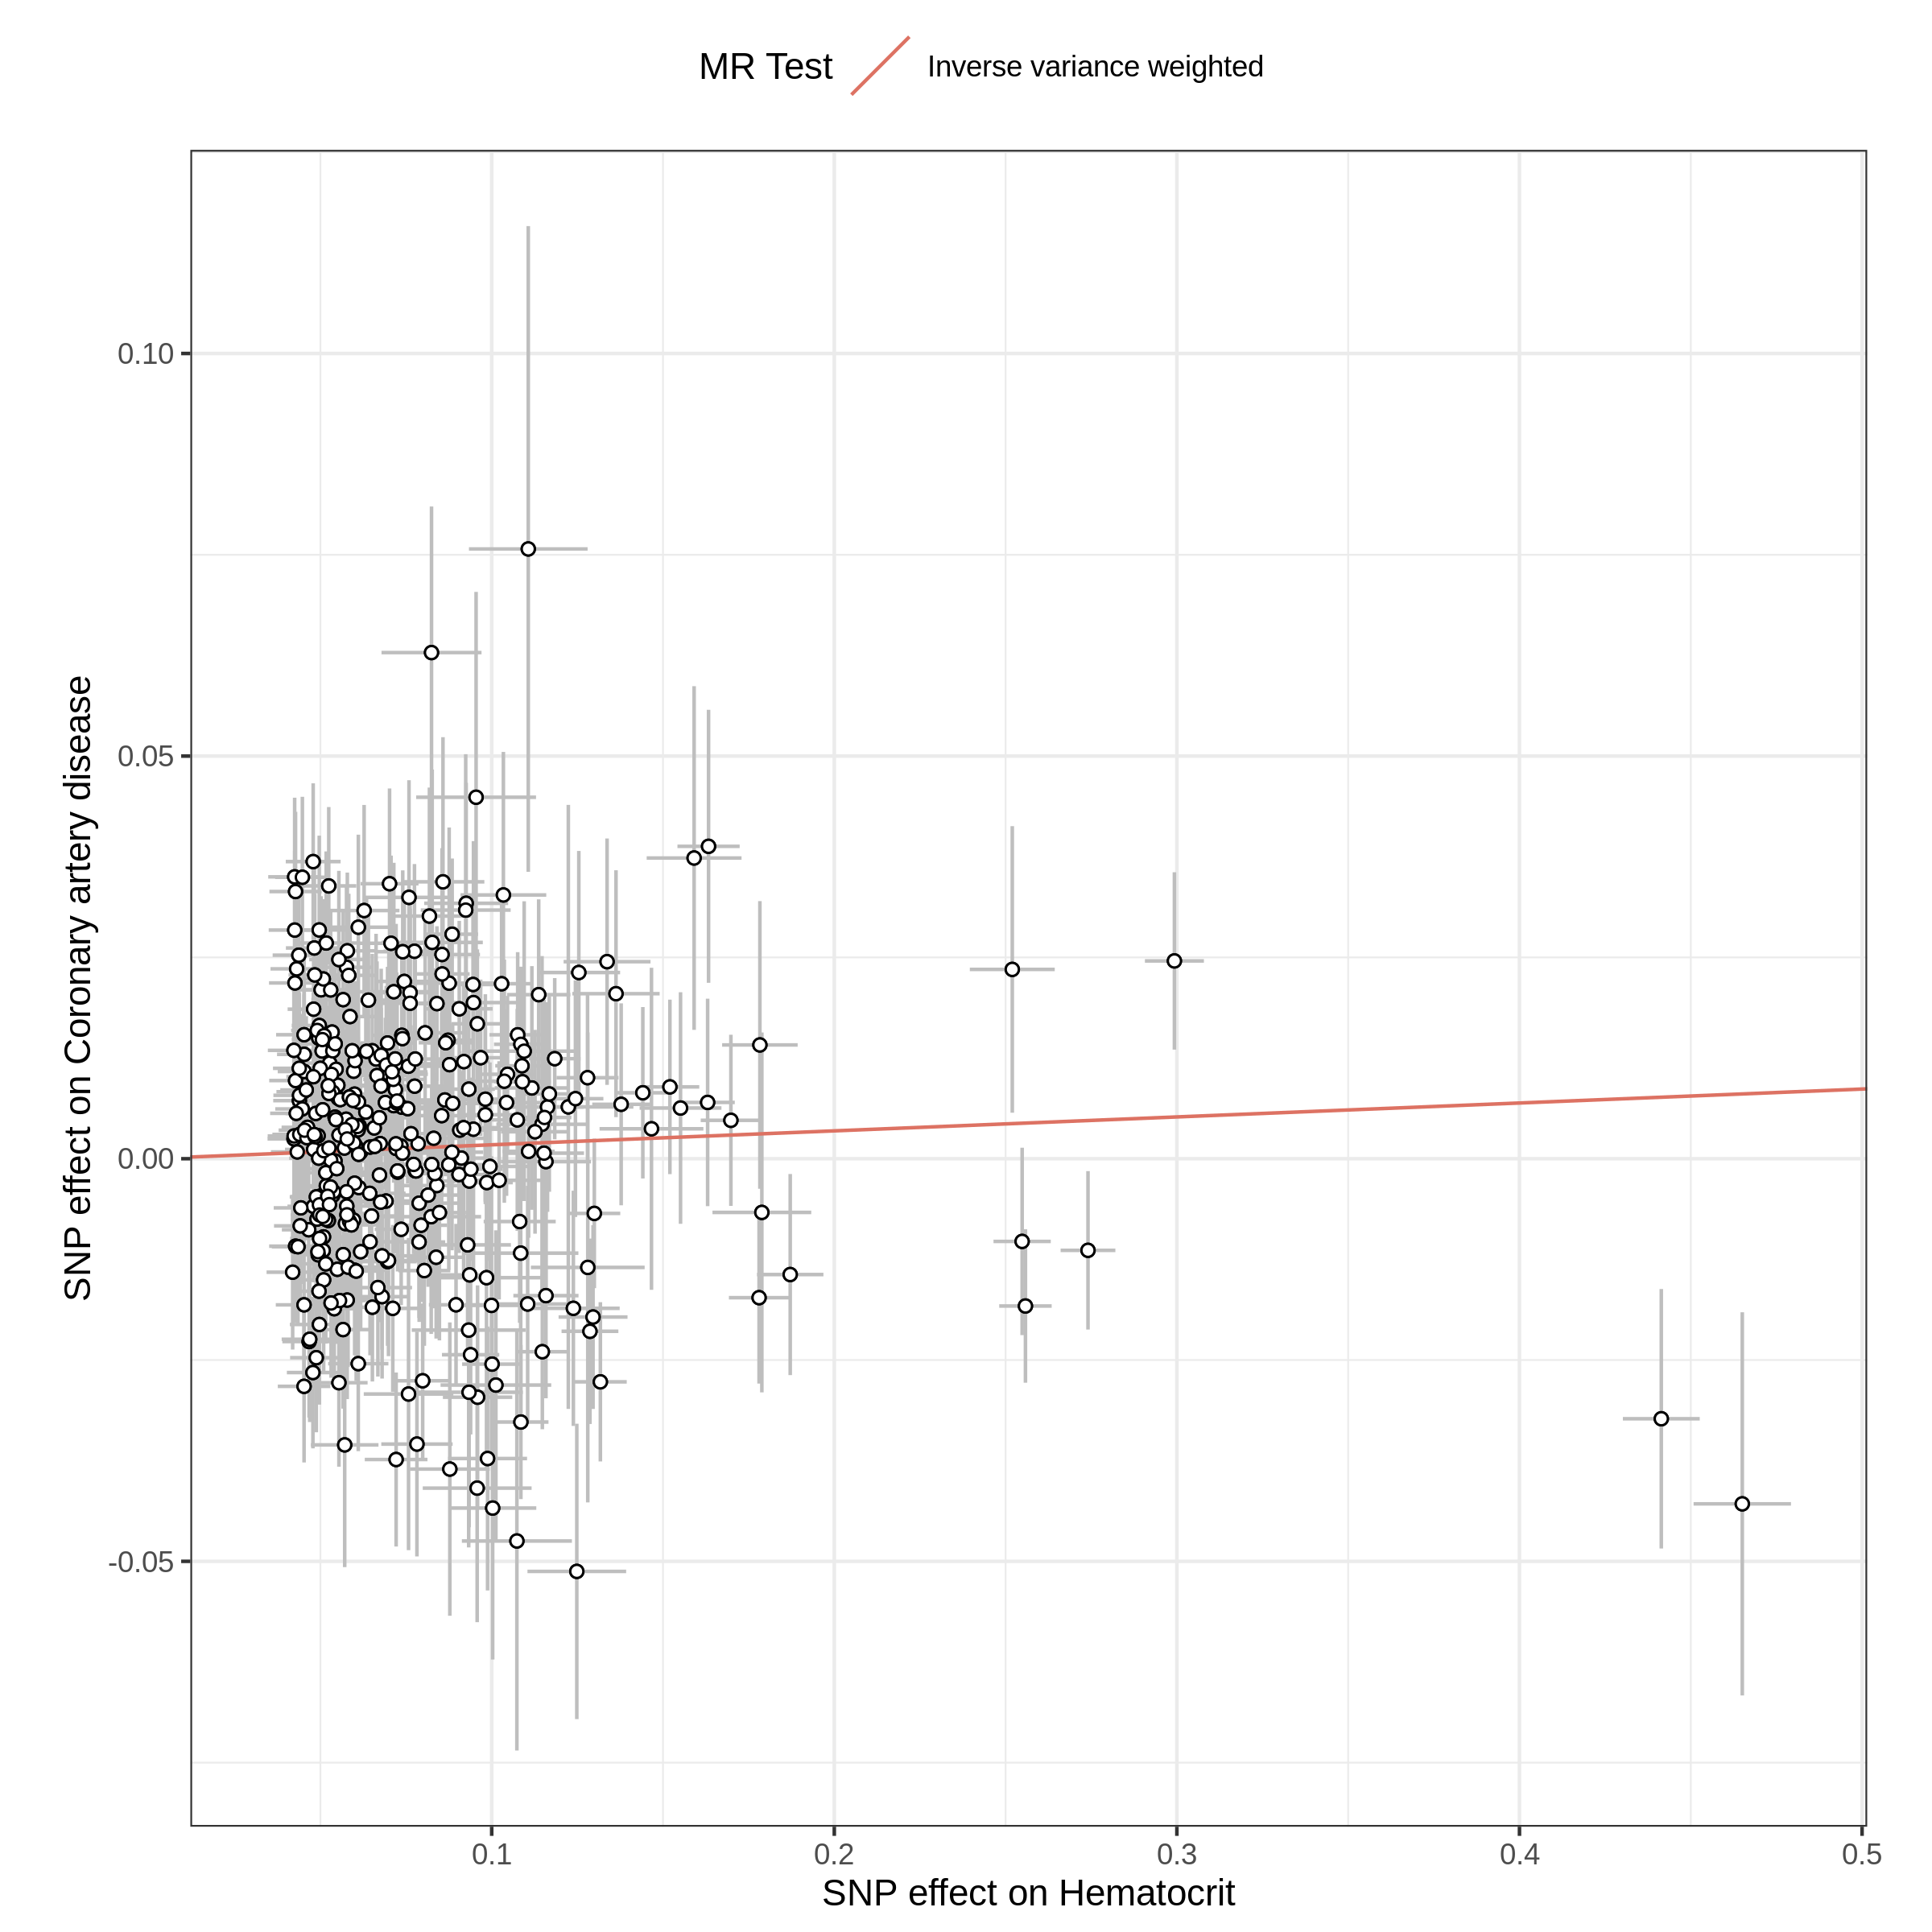 MR Test
Inverse variance weighted
SNP effect on Coronary artery disease
0.10
0.05
0.00
-0.05
0.1
0.2
0.3
0.4
0.5
SNP effect on Hematocrit